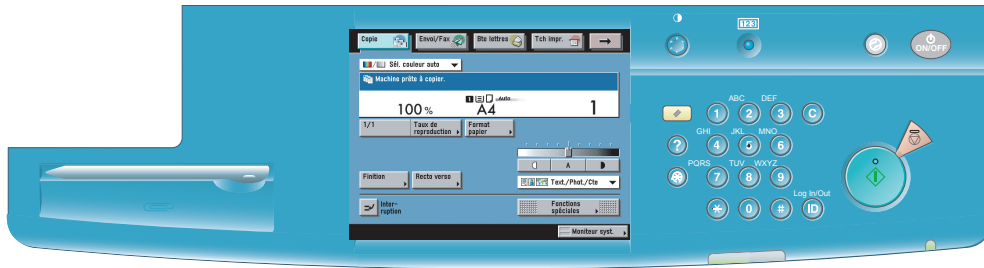 Copie
Envoi/Fax
Bte lettres
Tch impr.
Sél. couleur auto
Machine prête à copier.
1 Auto
100 % A4 1
1/1
Taux de
reproduction
Format
papier
A
Finition
Recto verso
Text./Phot./Cte
Inter-
ruption
Fonctions
spéciales
Moniteur syst.
123
ON/OFF
ABC DEF
1 2 3 C
GHI JKL MNO
? 4 5 6
PQRS TUV WXYZ
7 8 9
Log In/Out
* 0 # ID